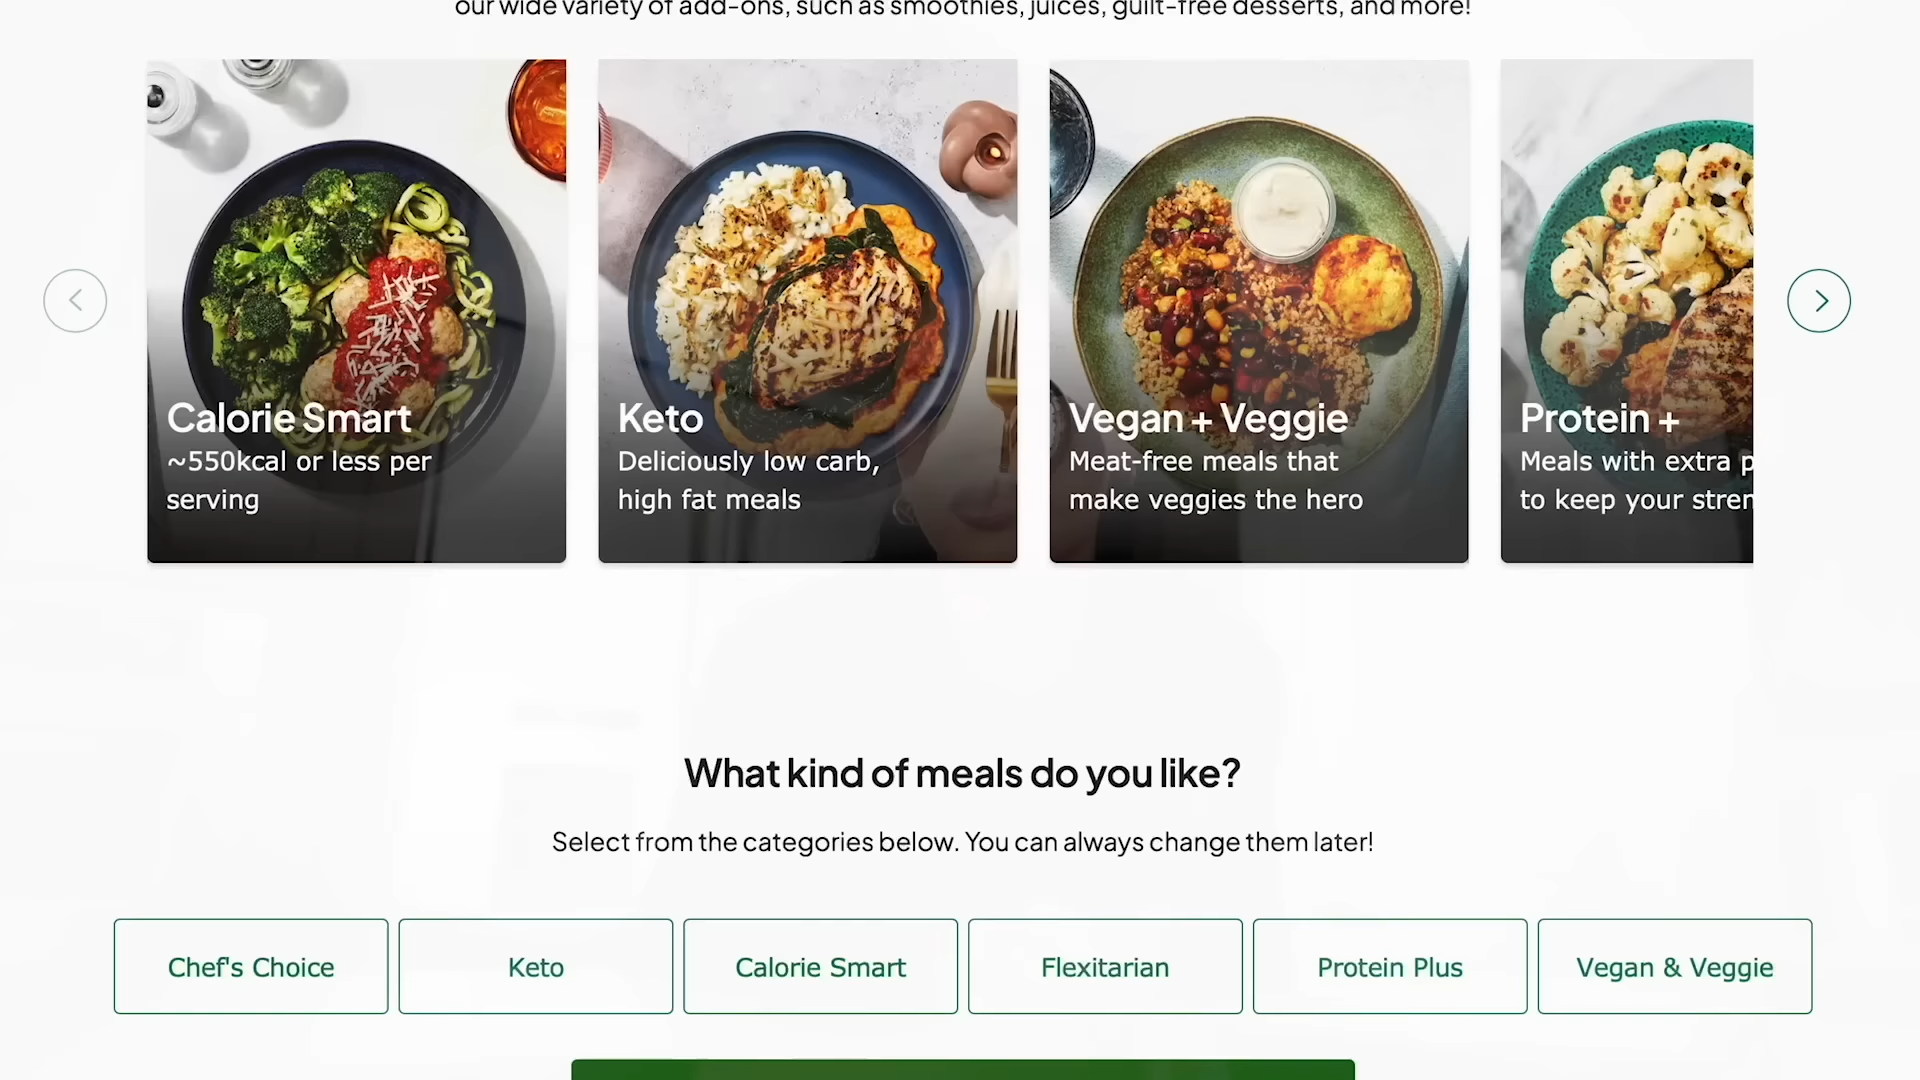 our wide variety of add-ons, such as smoothies, juices, guilt-free desserts, and more!
Calorie Smart
~550kcal or less per
serving
Keto
Deliciously low carb,
high fat meals
Vegan + Veggie
Meat-free meals that
make veggies the hero
Protein +
Meals with extra p
to keep your stren
What kind of meals do you like?
Select from the categories below. You can always change them later!
Chef's Choice
Keto
Calorie Smart
Flexitarian
Protein Plus
Vegan & Veggie